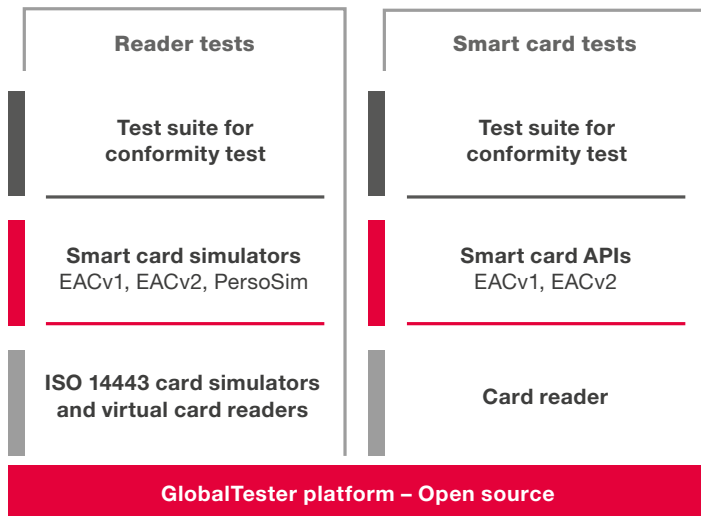 Reader tests
Test suite for
conformity test
Smart card simulators
EACv1, EACv2, PersoSim
ISO 14443 card simulators
and virtual card readers
Smart card tests
Test suite for
conformity test
Smart card APIs
EACv1, EACv2
Card reader
GlobalTester platform – Open source